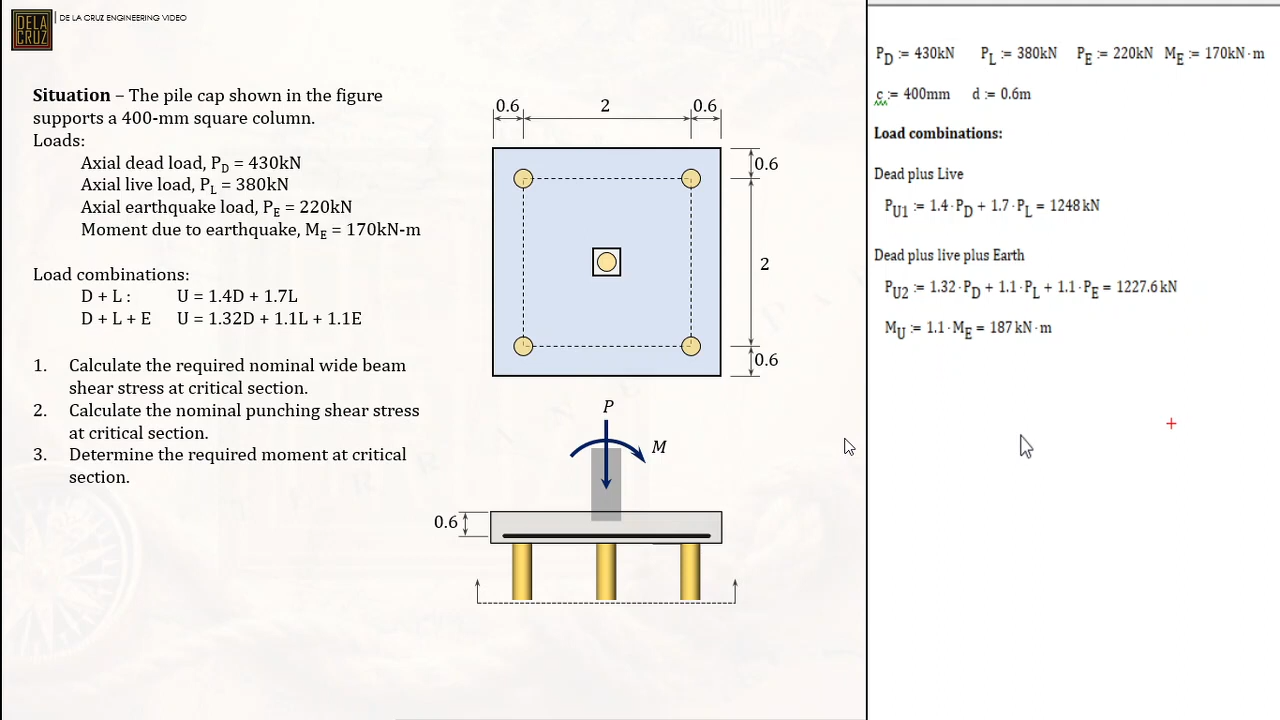 DELA
CRUZ
DE LA CRUZ ENGINEERING VIDEO
Situation – The pile cap shown in the figure
supports a 400-mm square column.
Loads:
Axial dead load, P_D = 430kN
Axial live load, P_L = 380kN
Axial earthquake load, P_E = 220kN
Moment due to earthquake, M_E = 170kN-m
Load combinations:
D + L : U = 1.4D + 1.7L
D + L + E U = 1.32D + 1.1L + 1.1E
1. Calculate the required nominal wide beam
shear stress at critical section.
2. Calculate the nominal punching shear stress
at critical section.
3. Determine the required moment at critical
section.
0.6 2 0.6
0.6
2
0.6
P
M
0.6
P_D := 430kN P_L := 380kN P_E := 220kN M_E := 170kN·m
c := 400mm d := 0.6m
Load combinations:
Dead plus Live
P_U1 := 1.4·P_D + 1.7·P_L = 1248 kN
Dead plus live plus Earth
P_U2 := 1.32·P_D + 1.1·P_L + 1.1·P_E = 1227.6 kN
M_U := 1.1·M_E = 187 kN·m